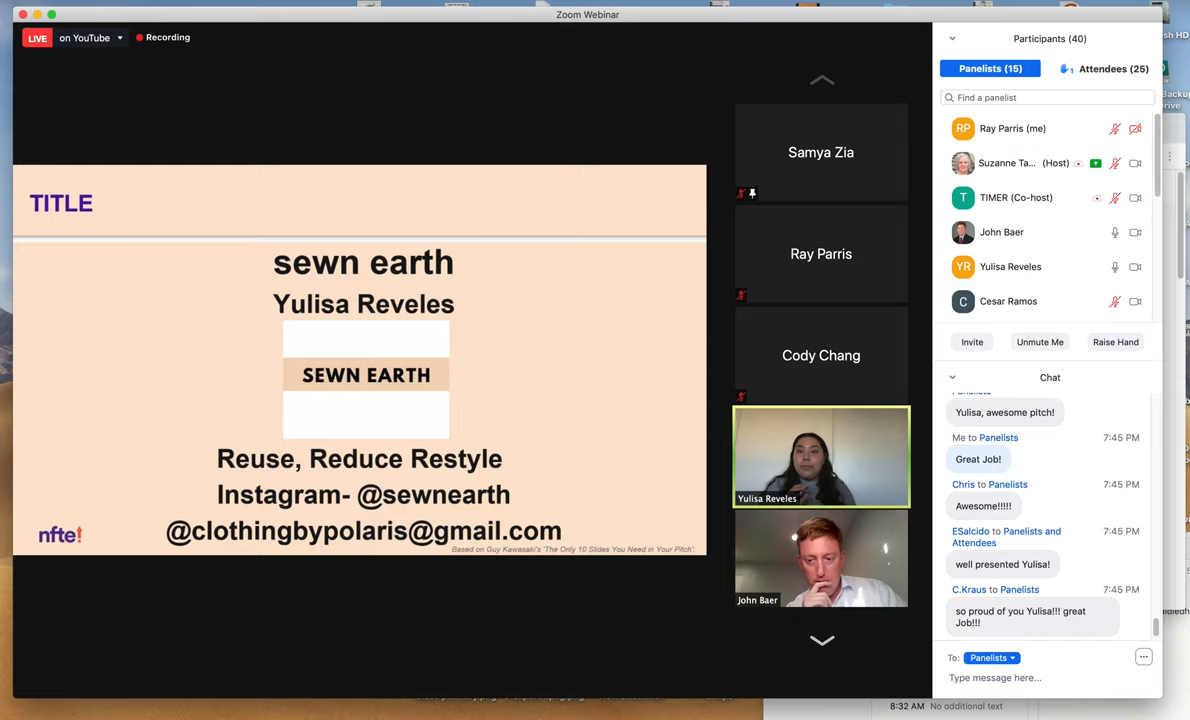 Zoom Webinar
LIVE on YouTube Recording
TITLE
sewn earth
Yulisa Reveles
SEWN EARTH
Reuse, Reduce Restyle
Instagram- @sewnearth
@clothingbypolaris@gmail.com
nfte!
Based on Guy Kawasaki's 'The Only 10 Slides You Need in Your Pitch'.
Samya Zia
Ray Parris
Cody Chang
Yulisa Reveles
John Baer
Participants (40)
Panelists (15)
1 Attendees (25)
Find a panelist
RP Ray Parris (me)
Suzanne Ta... (Host)
T TIMER (Co-host)
John Baer
YR Yulisa Reveles
C Cesar Ramos
Invite Unmute Me Raise Hand
Chat
Panelists
Yulisa, awesome pitch!
Me to Panelists 7:45 PM
Great Job!
Chris to Panelists 7:45 PM
Awesome!!!!!
ESalcido to Panelists and 7:45 PM
Attendees
well presented Yulisa!
C.Kraus to Panelists 7:45 PM
so proud of you Yulisa!!! great
Job!!!
To: Panelists
Type message here...
8:32 AM No additional text